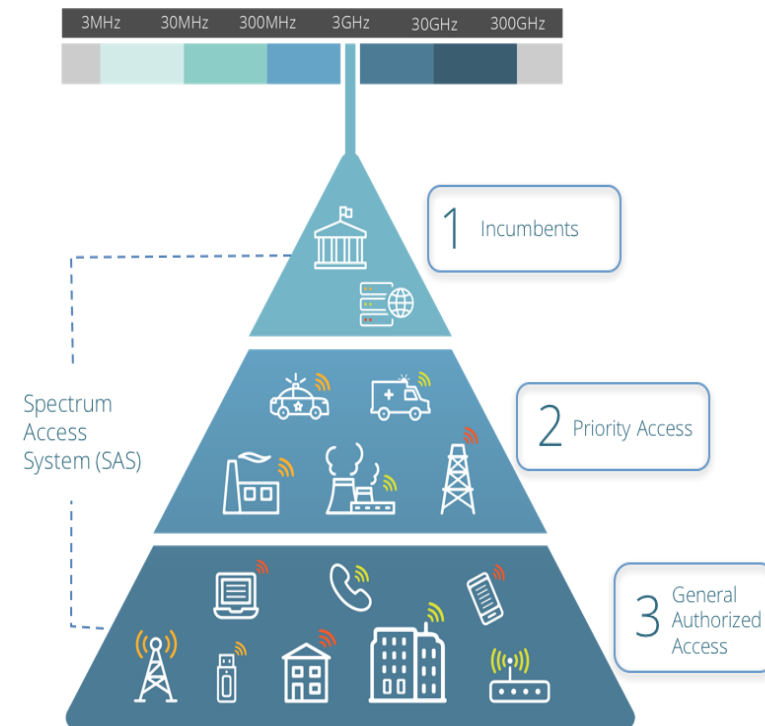 3MHz 30MHz 300MHz 3GHz 30GHz 300GHz
1 Incumbents
Spectrum
Access
System (SAS)
2 Priority Access
3 General
Authorized
Access